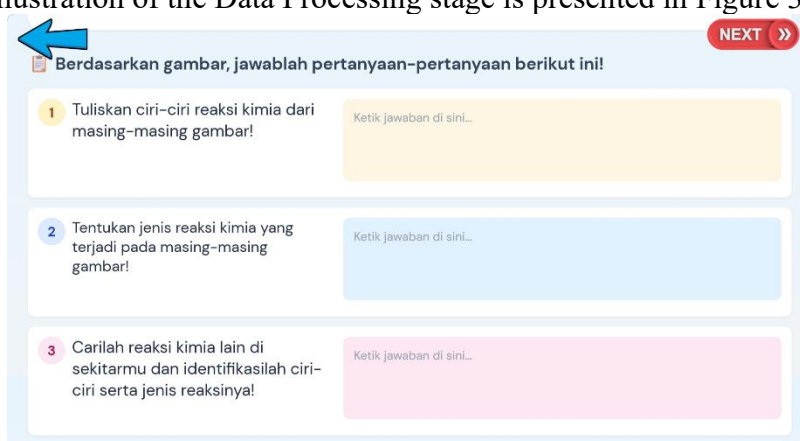 ustration of the Data Processing stage is presented in Figure 3
NEXT »
Berdasarkan gambar, jawablah pertanyaan-pertanyaan berikut ini!
1 Tuliskan ciri-ciri reaksi kimia dari
masing-masing gambar!
Ketik jawaban di sini...
2 Tentukan jenis reaksi kimia yang
terjadi pada masing-masing
gambar!
Ketik jawaban di sini...
3 Carilah reaksi kimia lain di
sekitarmu dan identifikasilah ciri-
ciri serta jenis reaksinya!
Ketik jawaban di sini...